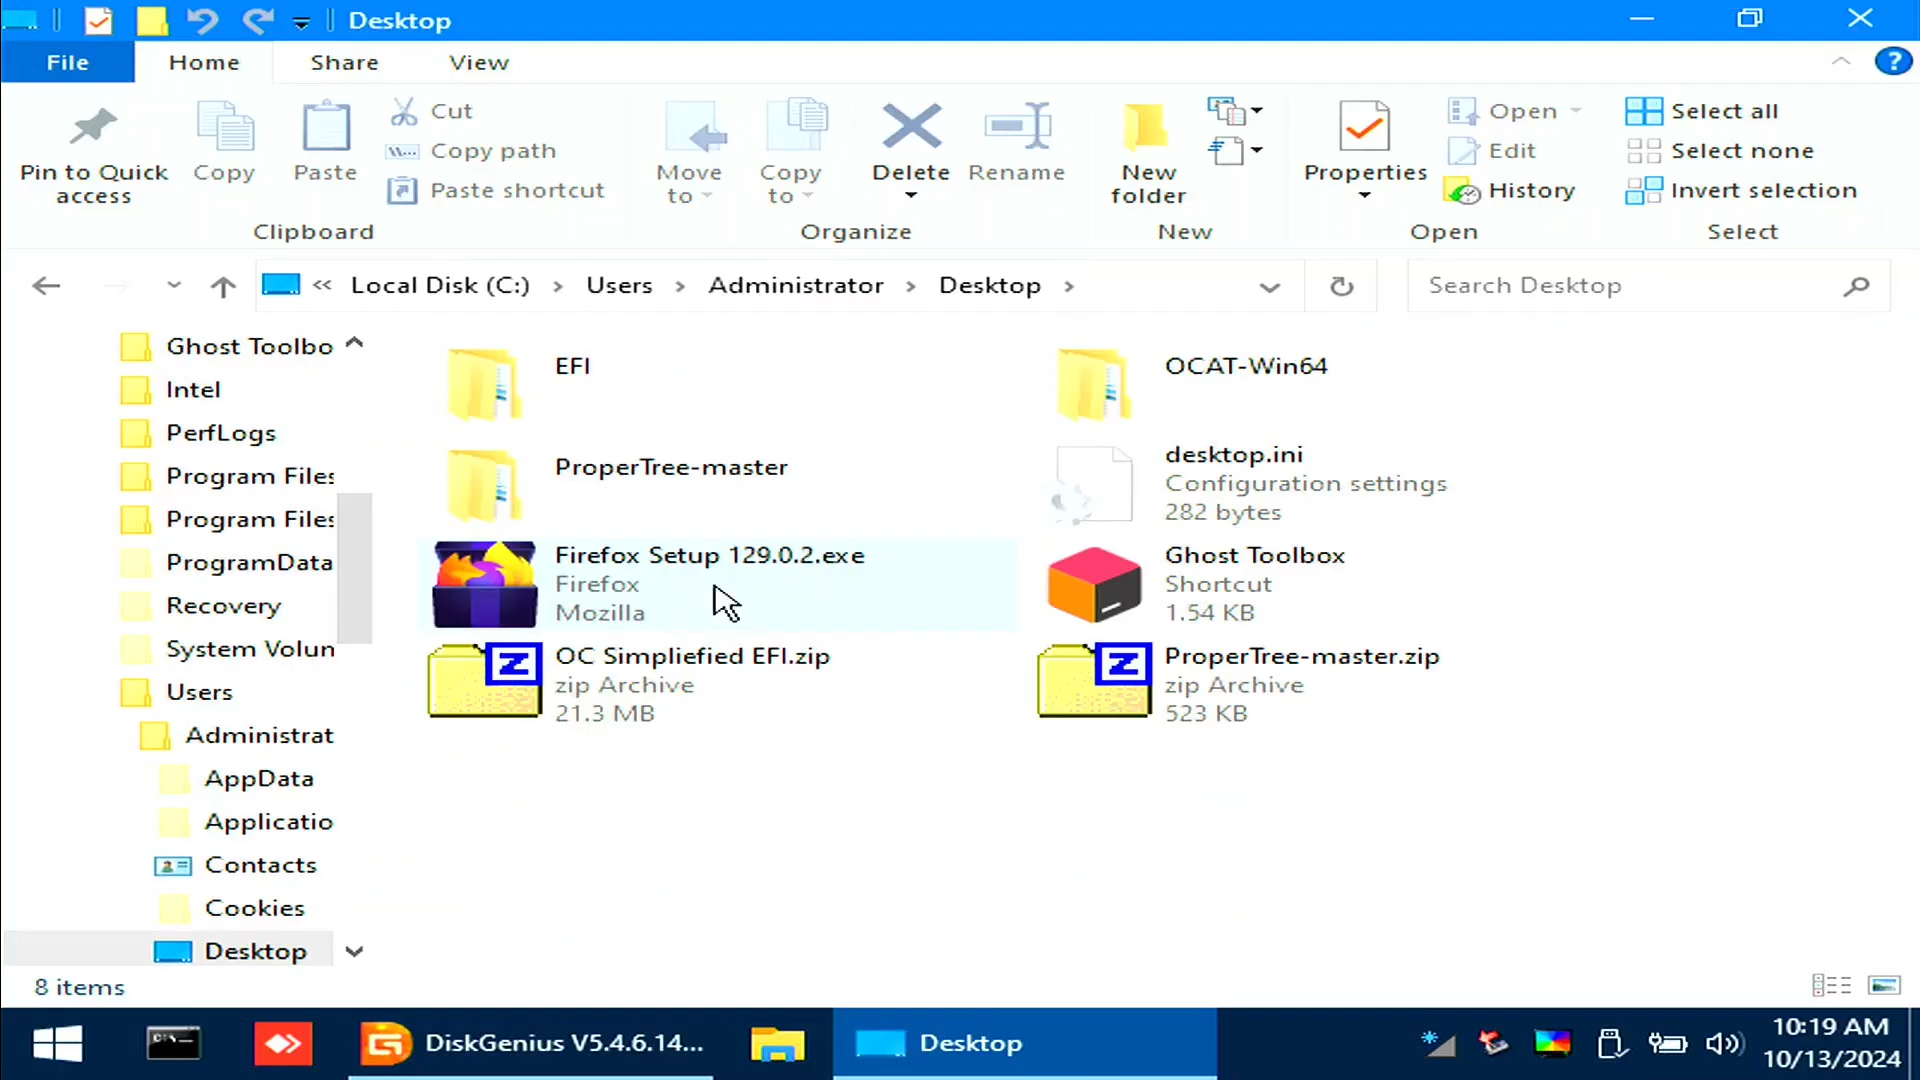 Desktop
File
Home
Share
View
Pin to Quick
access
Copy
Paste
Cut
Copy path
Paste shortcut
Clipboard
Move
to
Copy
to
Delete
Rename
Organize
New
folder
New
Properties
Open
Edit
History
Open
Select all
Select none
Invert selection
Select
« Local Disk (C:) > Users > Administrator > Desktop >
Search Desktop
Ghost Toolbo
Intel
PerfLogs
Program Files
Program Files
ProgramData
Recovery
System Volun
Users
Administrat
AppData
Applicatio
Contacts
Cookies
Desktop
EFI
OCAT-Win64
ProperTree-master
desktop.ini
Configuration settings
282 bytes
Firefox Setup 129.0.2.exe
Firefox
Mozilla
Ghost Toolbox
Shortcut
1.54 KB
OC Simpliefied EFI.zip
zip Archive
21.3 MB
ProperTree-master.zip
zip Archive
523 KB
8 items
DiskGenius V5.4.6.14...
Desktop
10:19 AM
10/13/2024